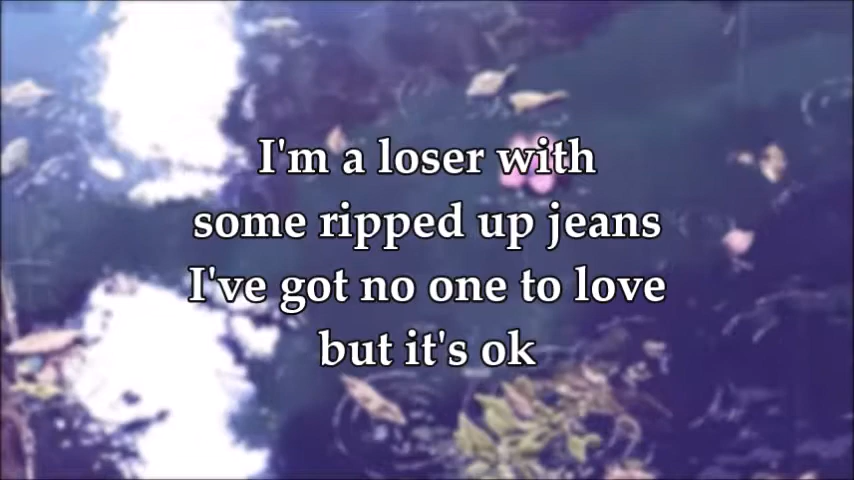 I'm a loser with
some ripped up jeans
I've got no one to love
but it's ok